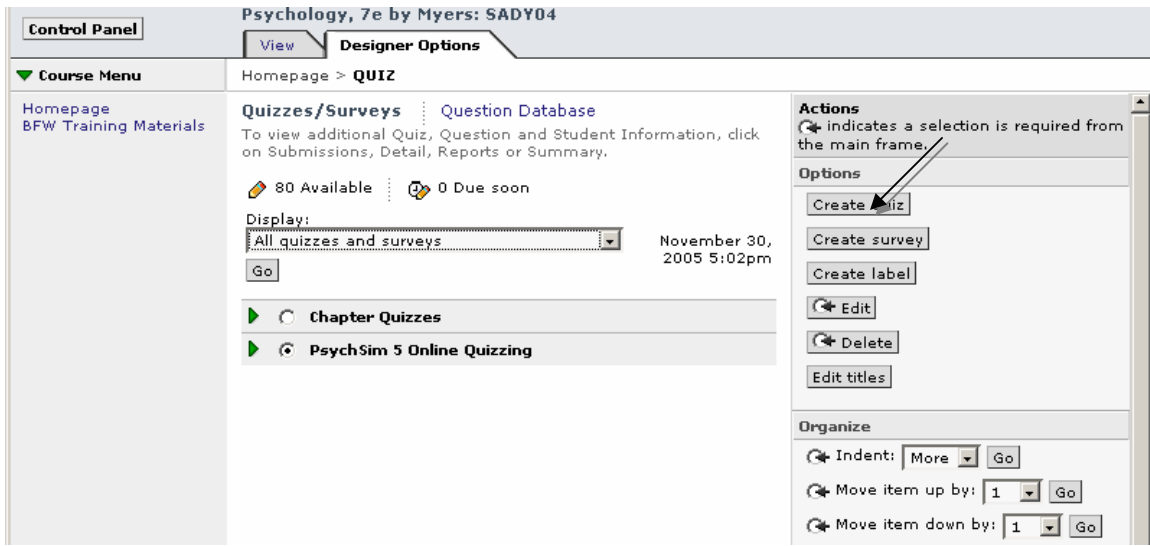 Psychology, 7e by Myers: SADY04
Control Panel
View
Designer Options
Course Menu
Homepage > QUIZ
Homepage
BFW Training Materials
Quizzes/Surveys
Question Database
To view additional Quiz, Question and Student Information, click
on Submissions, Detail, Reports or Summary.
80 Available
0 Due soon
Display:
All quizzes and surveys
November 30,
2005 5:02pm
Go
Chapter Quizzes
PsychSim 5 Online Quizzing
Actions
indicates a selection is required from
the main frame.
Options
Create quiz
Create survey
Create label
Edit
Delete
Edit titles
Organize
Indent: More Go
Move item up by: 1 Go
Move item down by: 1 Go